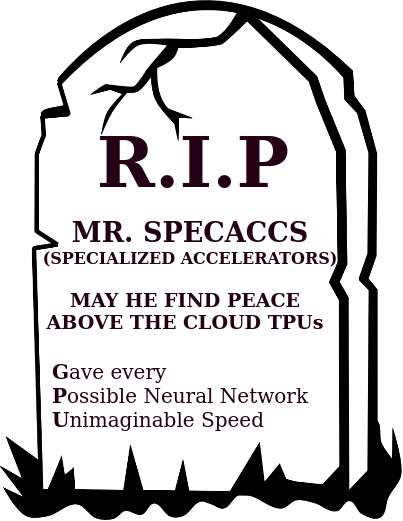 R.I.P
MR. SPECACCS
(SPECIALIZED ACCELERATORS)
MAY HE FIND PEACE
ABOVE THE CLOUD TPUs
Gave every
Possible Neural Network
Unimaginable Speed